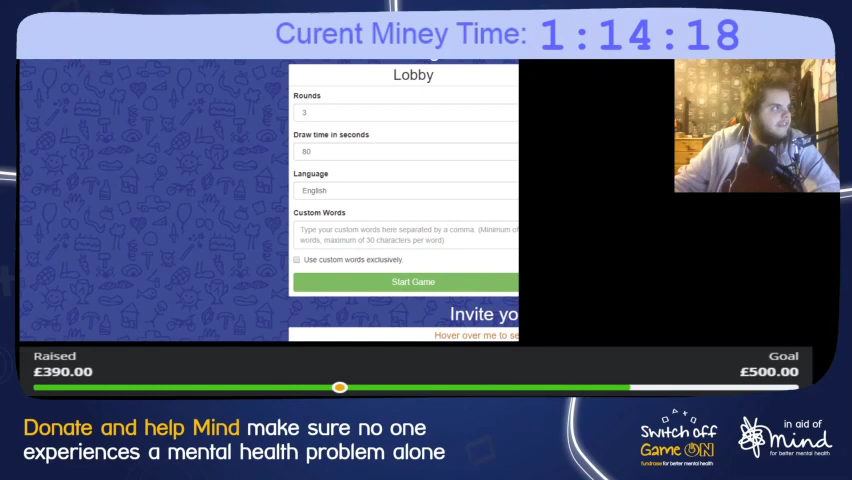 Curent Miney Time: 1:14:18
Lobby
Rounds
3
Draw time in seconds
80
Language
English
Custom Words
Type your custom words here separated by a comma. (Minimum of
words, maximum of 30 characters per word)
Use custom words exclusively.
Start Game
Invite yo
Hover over me to se
Raised
£390.00
Goal
£500.00
Donate and help Mind make sure no one
experiences a mental health problem alone
Switch off
Game ON
fundraise for better mental health
in aid of
mind
for better mental health